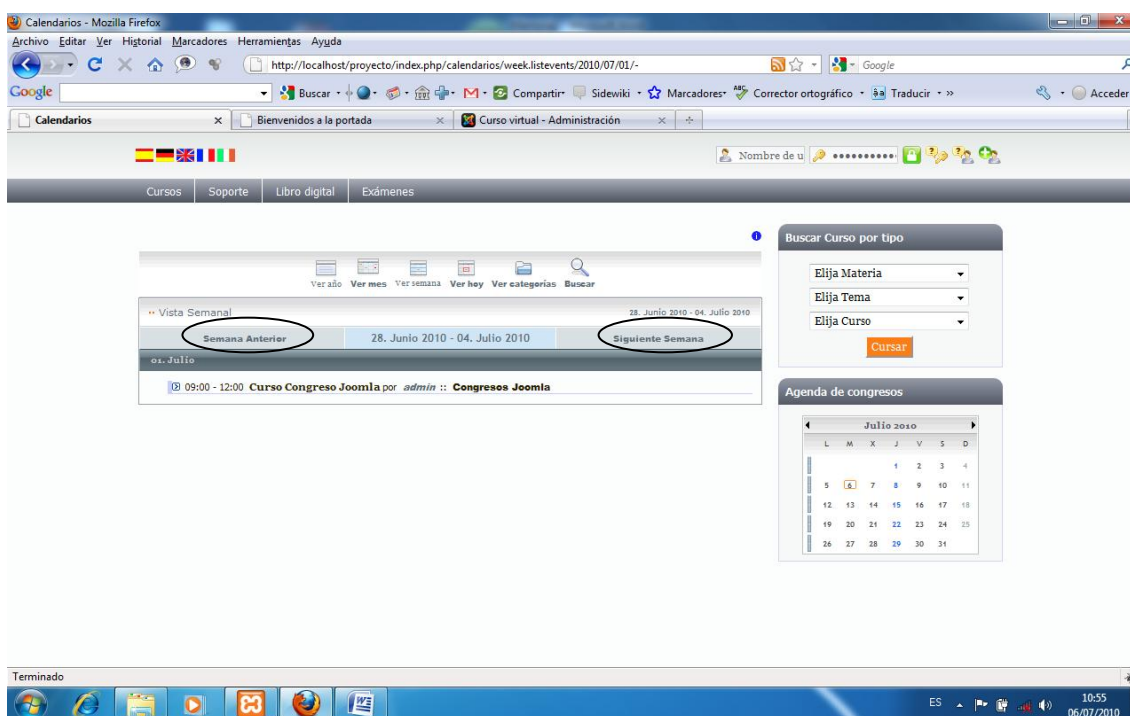 Calendarios - Mozilla Firefox
Archivo Editar Ver Historial Marcadores Herramientas Ayuda
http://localhost/proyecto/index.php/calendarios/week.listevents/2010/07/01/-
Google
Google
Buscar
Compartir
Sidewiki
Marcadores
ABC
Corrector ortográfico
Traducir
»
Acceder
Calendarios
Bienvenidos a la portada
Curso virtual - Administración
Nombre de u
Cursos
Soporte
Libro digital
Exámenes
Ver año
Ver mes
Ver semana
Ver hoy
Ver categorías
Buscar
Vista Semanal
28. Junio 2010 - 04. Julio 2010
Semana Anterior
28. Junio 2010 - 04. Julio 2010
Siguiente Semana
01. Julio
09:00 - 12:00 Curso Congreso Joomla por admin :: Congresos Joomla
Buscar Curso por tipo
Elija Materia
Elija Tema
Elija Curso
Cursar
Agenda de congresos
Julio 2010
L M X J V S D
1 2 3 4
5 6 7 8 9 10 11
12 13 14 15 16 17 18
19 20 21 22 23 24 25
26 27 28 29 30 31
Terminado
ES
10:55
06/07/2010